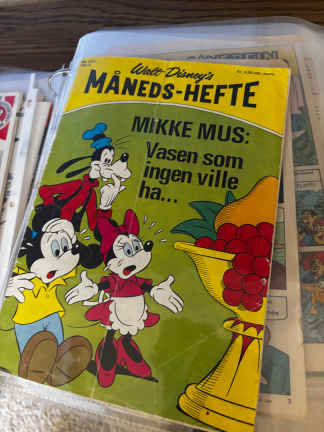 Walt Disney's
MÅNEDS-HEFTE
MIKKE MUS:
Vasen som
ingen ville
ha...